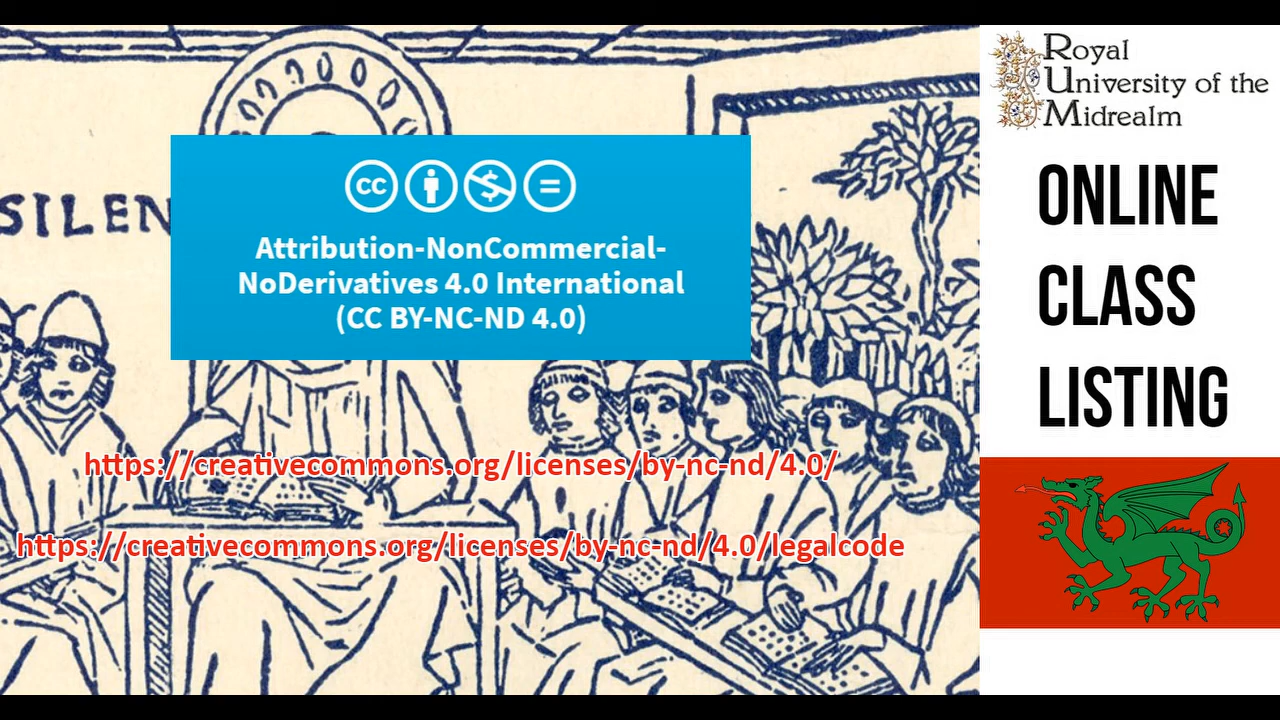 SILEN
cc
Attribution-NonCommercial-
NoDerivatives 4.0 International
(CC BY-NC-ND 4.0)
https://creativecommons.org/licenses/by-nc-nd/4.0/
https://creativecommons.org/licenses/by-nc-nd/4.0/legalcode
Royal
University of the
Midrealm
ONLINE
CLASS
LISTING